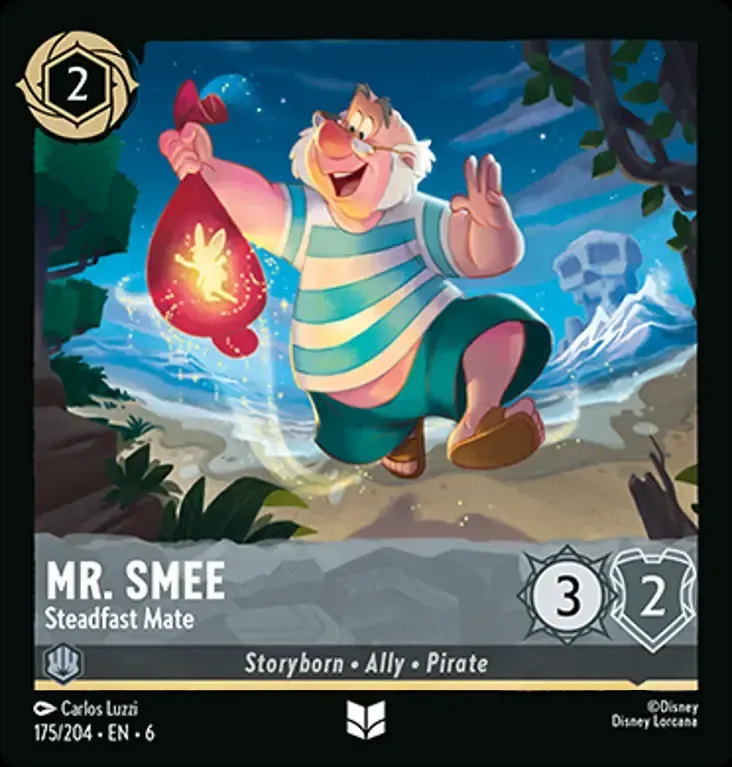 2
MR. SMEE
Steadfast Mate
3
2
Storyborn • Ally • Pirate
Carlos Luzzi
175/204 • EN • 6
©Disney
Disney Lorcana